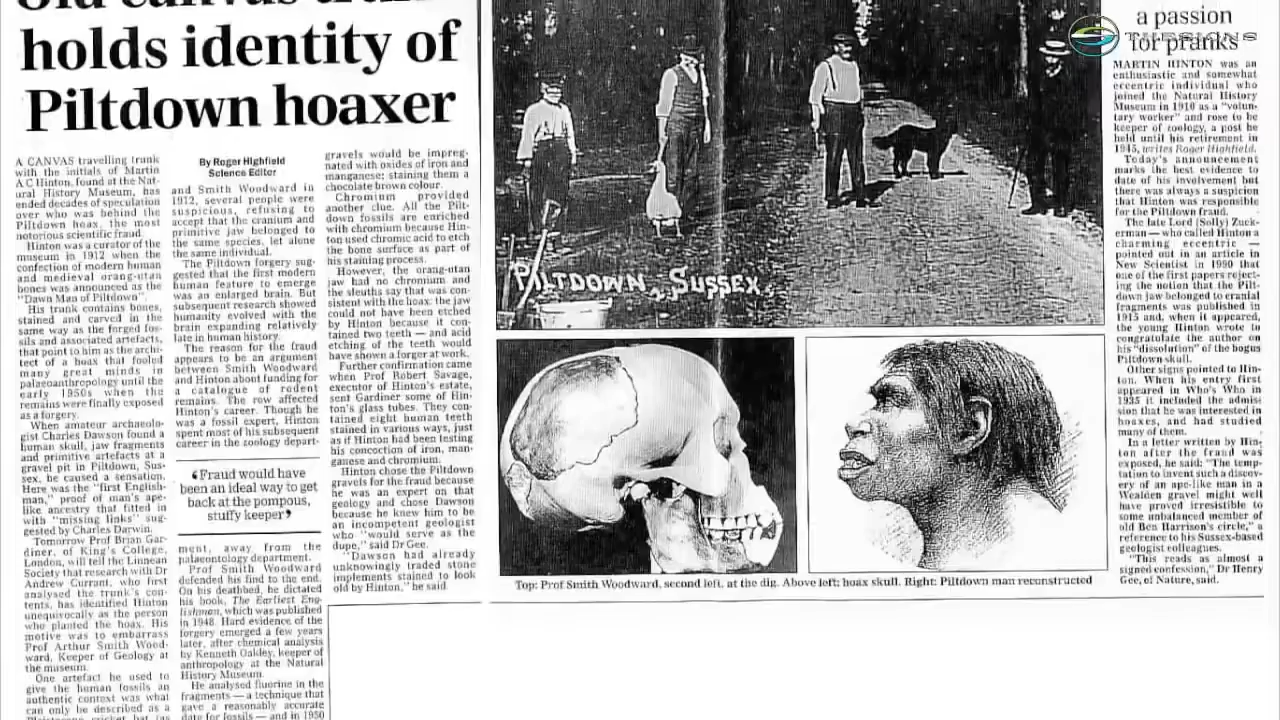 holds identity of
Piltdown hoaxer
A CANVAS travelling trunk
with the initials of Martin
A C Hinton, found at the Nat-
ural History Museum, has
ended decades of speculation
over who was behind the
Piltdown hoax, the most
notorious scientific fraud.
Hinton was a curator of the
museum in 1912 when the
confection of modern human
and medieval orang-utan
bones was announced as the
"Dawn Man of Piltdown".
His trunk contains bones,
stained and carved in the
same way as the forged fos-
sils and associated artefacts,
that point to him as the archi-
tect of a hoax that fooled
many great minds in
palaeoanthropology until the
early 1950s when the
remains were finally exposed
as a forgery.
When amateur archaeolo-
gist Charles Dawson found a
human skull, jaw fragments
and primitive artefacts at a
gravel pit in Piltdown, Sus-
sex, he caused a sensation.
Here was the "first English-
man," proof of man's ape-
like ancestry that fitted in
with "missing links" sug-
gested by Charles Darwin.
Tomorrow Prof Brian Gar-
diner, of King's College,
London, will tell the Linnean
Society that research with Dr
Andrew Currant, who first
analysed the trunk's con-
tents, has identified Hinton
unequivocally as the person
who planted the hoax. His
motive was to embarrass
Prof Arthur Smith Wood-
ward, Keeper of Geology at
the museum.
One artefact he used to
give the human fossils an
authentic context was what
can only be described as a
By Roger Highfield
Science Editor
and Smith Woodward in
1912, several people were
suspicious, refusing to
accept that the cranium and
primitive jaw belonged to
the same species, let alone
the same individual.
The Piltdown forgery sug-
gested that the first modern
human feature to emerge
was an enlarged brain. But
subsequent research showed
humanity evolved with the
brain expanding relatively
late in human history.
The reason for the fraud
appears to be an argument
between Smith Woodward
and Hinton about funding for
a catalogue of rodent
remains. The row affected
Hinton's career. Though he
was a fossil expert, Hinton
spent most of his subsequent
career in the zoology depart-
‘Fraud would have
been an ideal way to get
back at the pompous,
stuffy keeper’
ment, away from the
palaeontology department.
Prof Smith Woodward
defended his find to the end.
On his deathbed, he dictated
his book, The Earliest Eng-
lishman, which was published
in 1948. Hard evidence of the
forgery emerged a few years
later, after chemical analysis
by Kenneth Oakley, keeper of
anthropology at the Natural
History Museum.
He analysed fluorine in the
fragments — a technique that
gave a reasonably accurate
date for fossils — and in 1950
gravels would be impreg-
nated with oxides of iron and
manganese; staining them a
chocolate brown colour.
Chromium provided
another clue. All the Pilt-
down fossils are enriched
with chromium because Hin-
ton used chromic acid to etch
the bone surface as part of
his staining process.
However, the orang-utan
jaw had no chromium and
the sleuths say that was con-
sistent with the hoax: the jaw
could not have been etched
by Hinton because it con-
tained two teeth — and acid
etching of the teeth would
have shown a forger at work.
Further confirmation came
when Prof Robert Savage,
executor of Hinton's estate,
sent Gardiner some of Hin-
ton's glass tubes. They con-
tained eight human teeth
stained in various ways, just
as if Hinton had been testing
his concoction of iron, man-
ganese and chromium.
Hinton chose the Piltdown
gravels for the fraud because
he was an expert on that
geology and chose Dawson
because he knew him to be
an incompetent geologist
who "would serve as the
dupe," said Dr Gee.
"Dawson had already
unknowingly traded stone
implements stained to look
old by Hinton," he said.
PILTDOWN, SUSSEX.
Top: Prof Smith Woodward, second left, at the dig. Above left: hoax skull. Right: Piltdown man reconstructed
THESIGNS
a passion
for pranks
MARTIN HINTON was an
enthusiastic and somewhat
eccentric individual who
joined the Natural History
Museum in 1910 as a "volun-
tary worker" and rose to be
keeper of zoology, a post he
held until his retirement in
1945, writes Roger Highfield.
Today's announcement
marks the best evidence to
date of his involvement but
there was always a suspicion
that Hinton was responsible
for the Piltdown fraud.
The late Lord (Solly) Zuck-
erman — who called Hinton a
charming eccentric —
pointed out in an article in
New Scientist in 1990 that
one of the first papers reject-
ing the notion that the Pilt-
down jaw belonged to cranial
fragments was published in
1915 and, when it appeared,
the young Hinton wrote to
congratulate the author on
his "dissolution" of the bogus
Piltdown skull.
Other signs pointed to Hin-
ton. When his entry first
appeared in Who's Who in
1935 it included the admis-
sion that he was interested in
hoaxes, and had studied
many of them.
In a letter written by Hin-
ton after the fraud was
exposed, he said: "The temp-
tation to invent such a discov-
ery of an ape-like man in a
Wealden gravel might well
have proved irresistible to
some unbalanced member of
old Ben Harrison's circle," a
reference to his Sussex-based
geologist colleagues.
"This reads as almost a
signed confession," Dr Henry
Gee, of Nature, said.